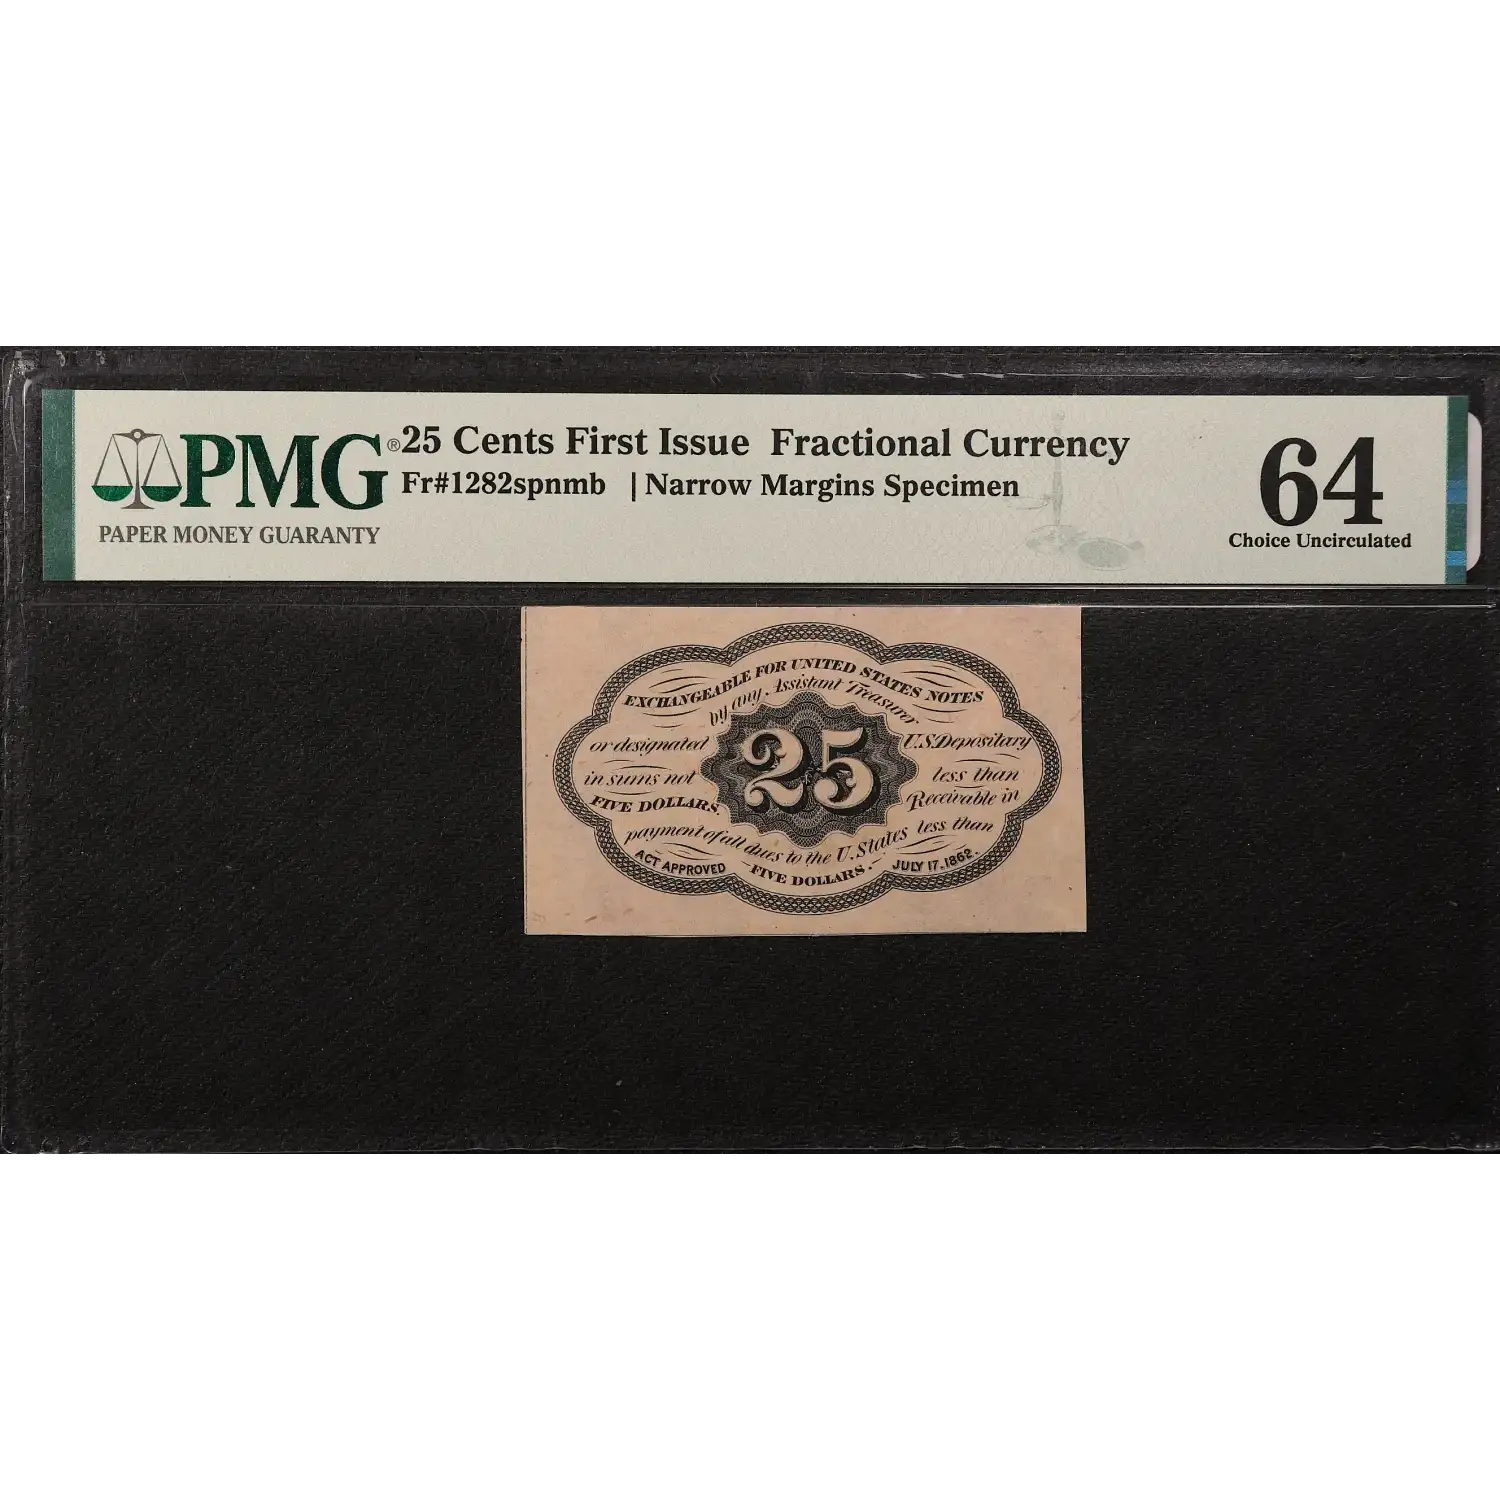 PMG® 25 Cents First Issue Fractional Currency
Fr#1282spnmb | Narrow Margins Specimen
PAPER MONEY GUARANTY
64
Choice Uncirculated
EXCHANGEABLE FOR UNITED STATES NOTES
by any Assistant Treasurer
or designated U.S. Depositary
in sums not less than
FIVE DOLLARS. Receivable in
payment of all dues to the U. States less than
FIVE DOLLARS.
ACT APPROVED JULY 17. 1862.
25